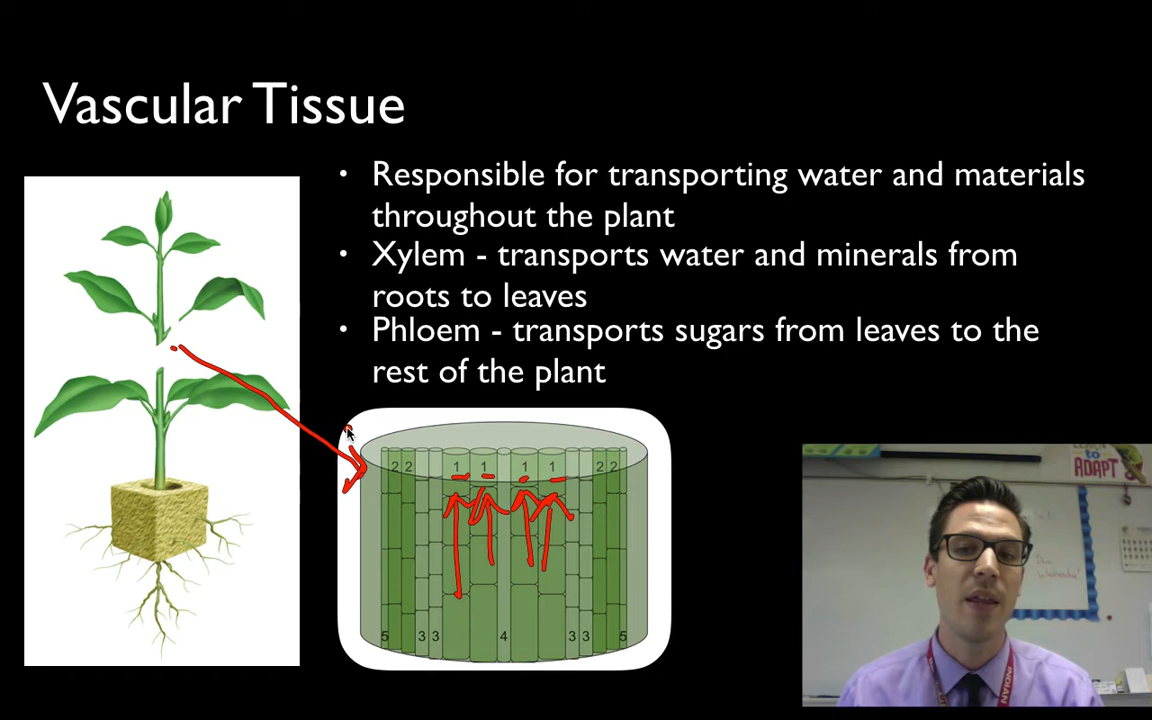 Vascular Tissue
• Responsible for transporting water and materials
throughout the plant
• Xylem - transports water and minerals from
roots to leaves
• Phloem - transports sugars from leaves to the
rest of the plant
2 2 1 1 1 1 2 2
5 3 3 4 3 3 5
to
ADAPT